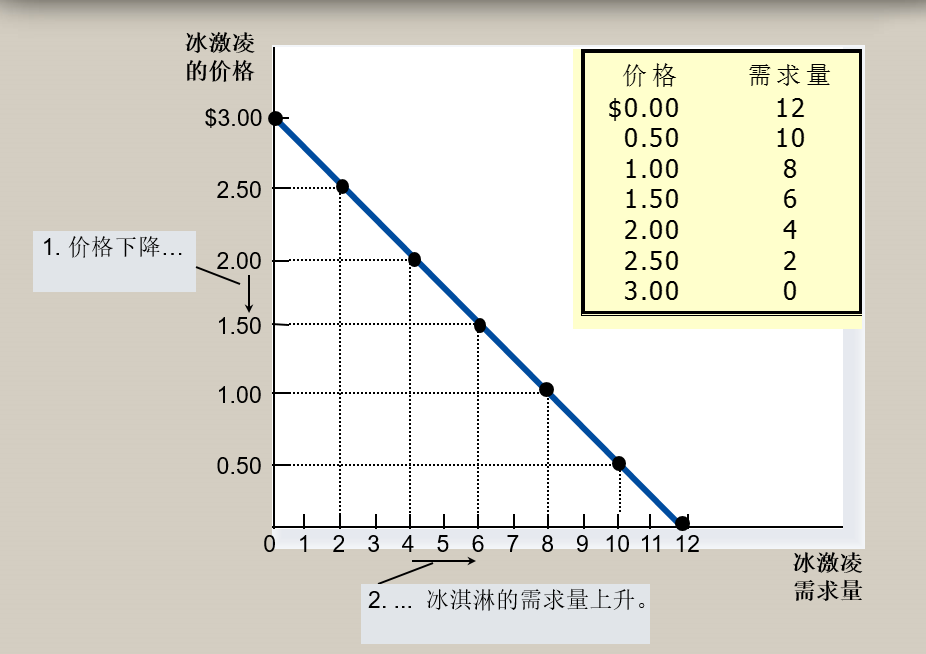 冰激凌
的价格
价格 需求量
$0.00 12
0.50 10
1.00 8
1.50 6
2.00 4
2.50 2
3.00 0
$3.00
2.50
1. 价格下降...
2.00
1.50
1.00
0.50
0 1 2 3 4 5 6 7 8 9 10 11 12
冰激凌
需求量
2. ... 冰淇淋的需求量上升。